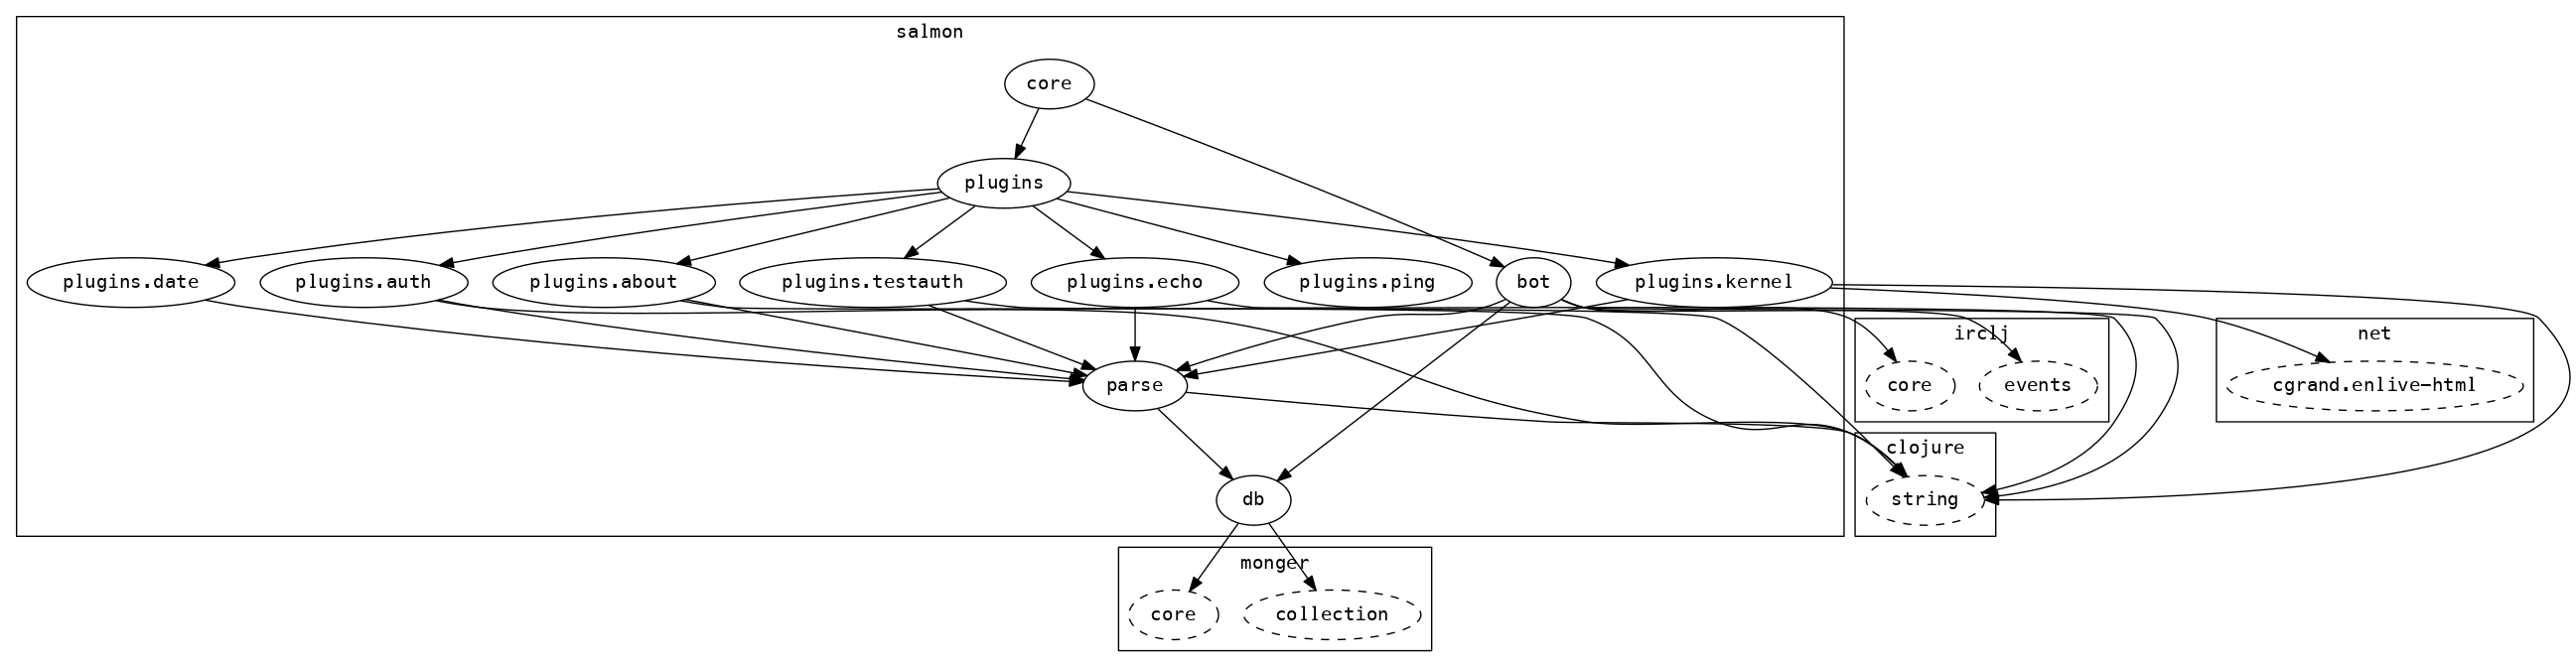 salmon
core
plugins
plugins.date
plugins.auth
plugins.about
plugins.testauth
plugins.echo
plugins.ping
bot
plugins.kernel
irclj
net
parse
core
events
cgrand.enlive-html
clojure
db
string
monger
core
collection